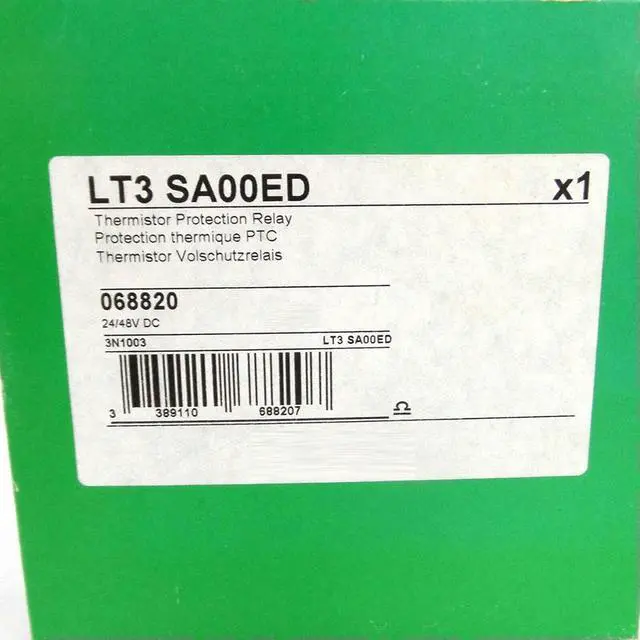 LT3 SA00ED x1
Thermistor Protection Relay
Protection thermique PTC
Thermistor Volschutzrelais
068820
24/48V DC
3N1003 LT3 SA00ED
3 389110 688207